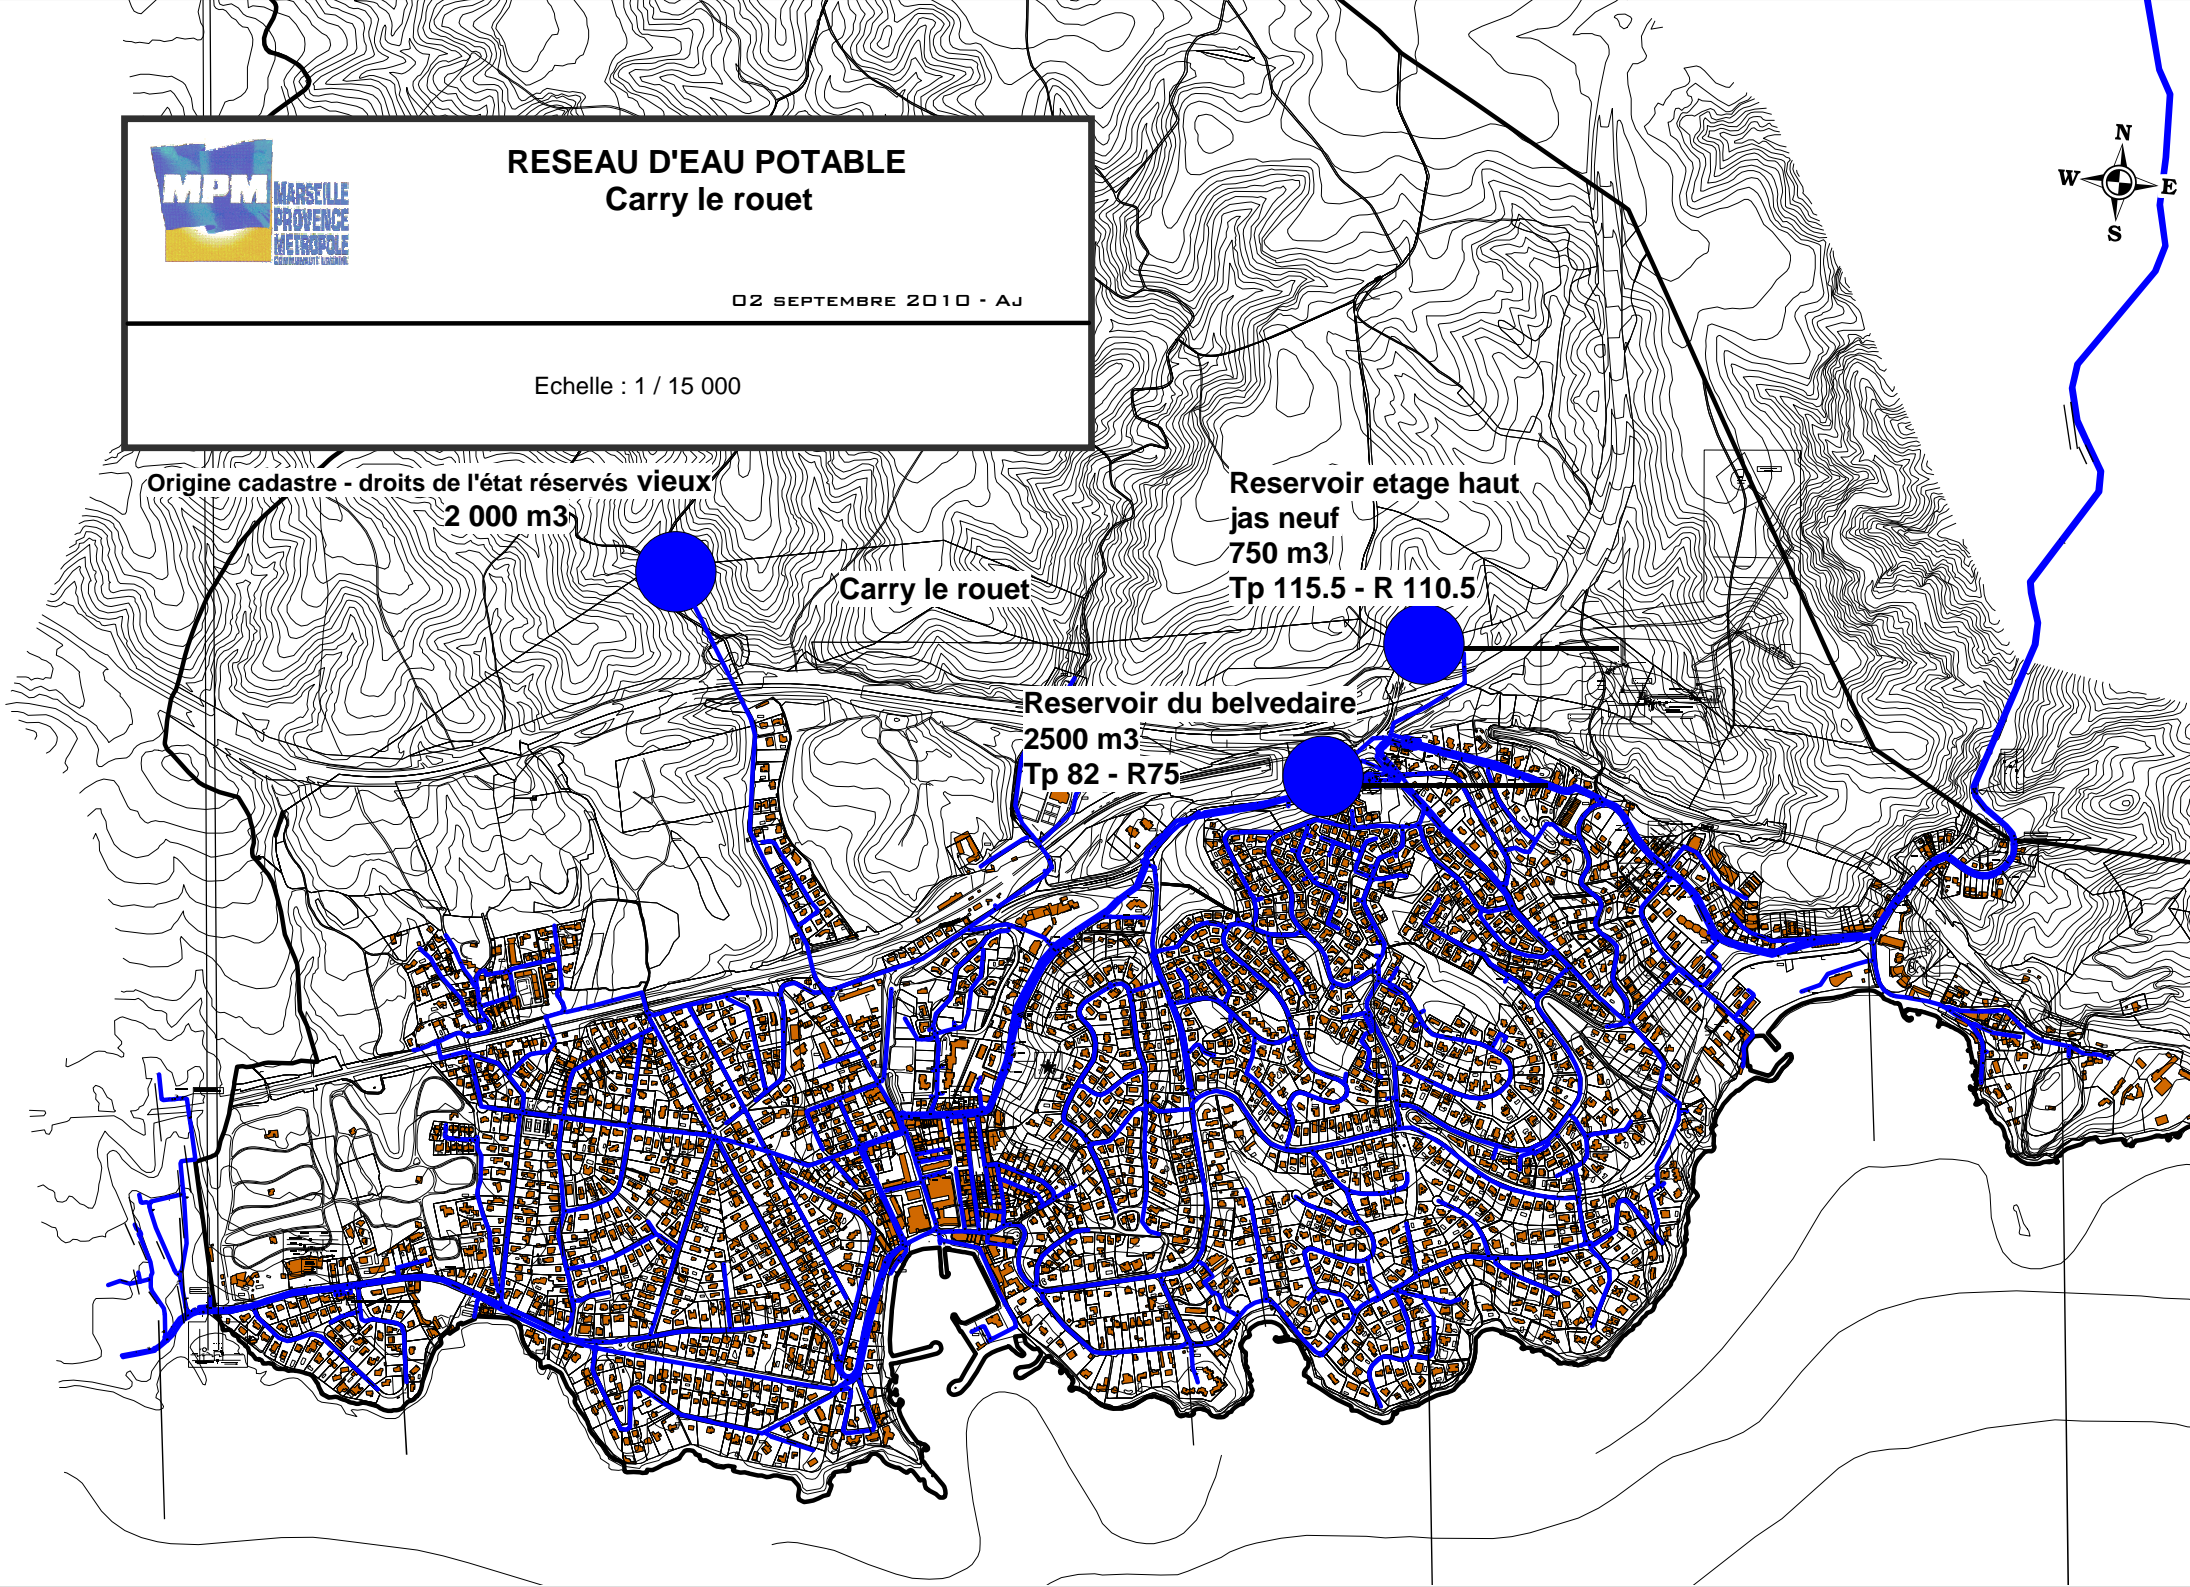 RESEAU D'EAU POTABLE
Carry le rouet
MPM MARSEILLE
PROVENCE
METROPOLE
COMMUNAUTÉ URBAINE
02 SEPTEMBRE 2010 - AJ
Echelle : 1 / 15 000
N
W E
S
Origine cadastre - droits de l'état réservés vieux
2 000 m3
Carry le rouet
Reservoir etage haut
jas neuf
750 m3
Tp 115.5 - R 110.5
Reservoir du belvedaire
2500 m3
Tp 82 - R75